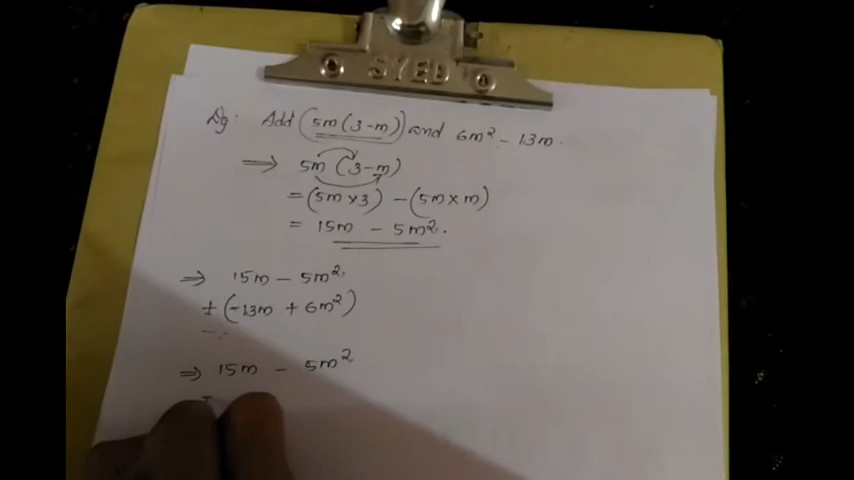 SYED
Add (5m(3-m)) and 6m² - 13m.
⇒ 5m (3-m)
= (5m×3) - (5m×m)
= 15m - 5m².
⇒ 15m - 5m²
+ (-13m + 6m²)
⇒ 15m - 5m²